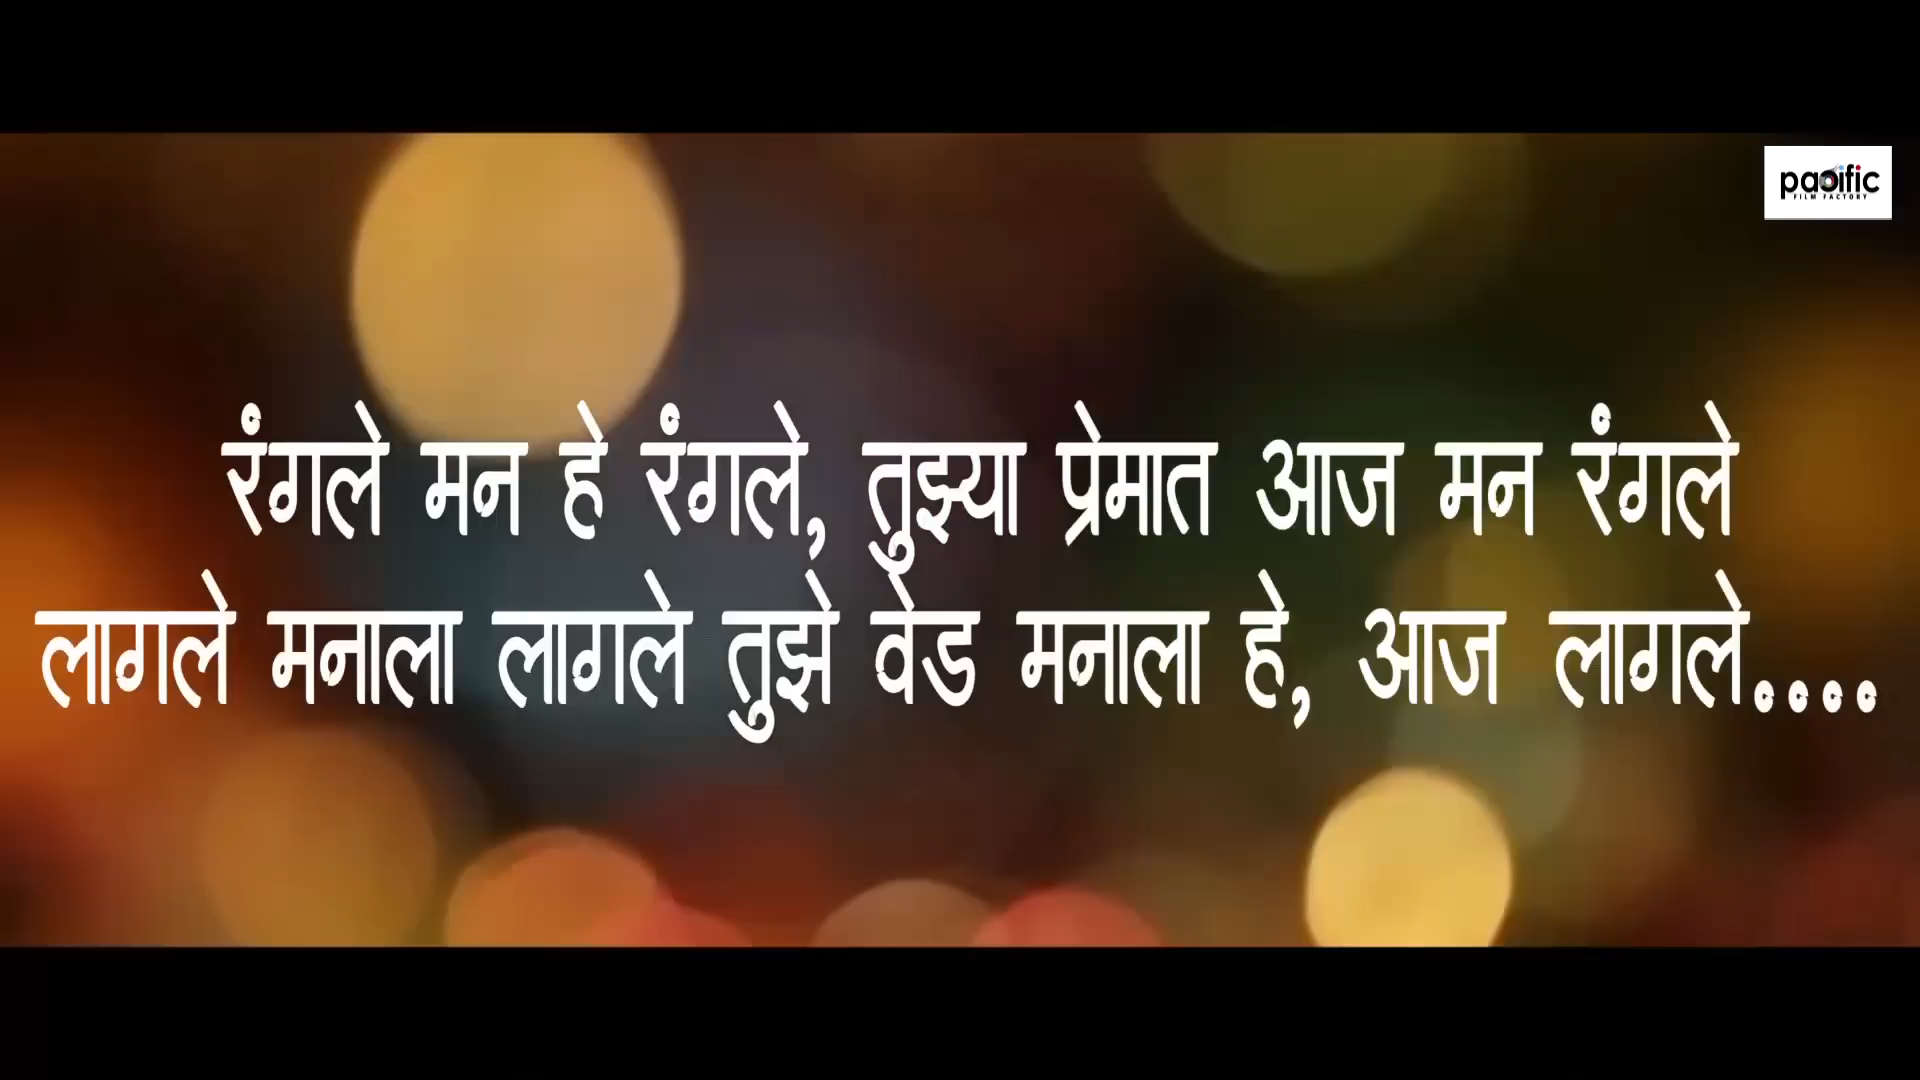 pacific
FILM FACTORY
रंगले मन हे रंगले, तुझ्या प्रेमात आज मन रंगले
लागले मनाला लागले तुझे वेड मनाला हे, आज लागले....